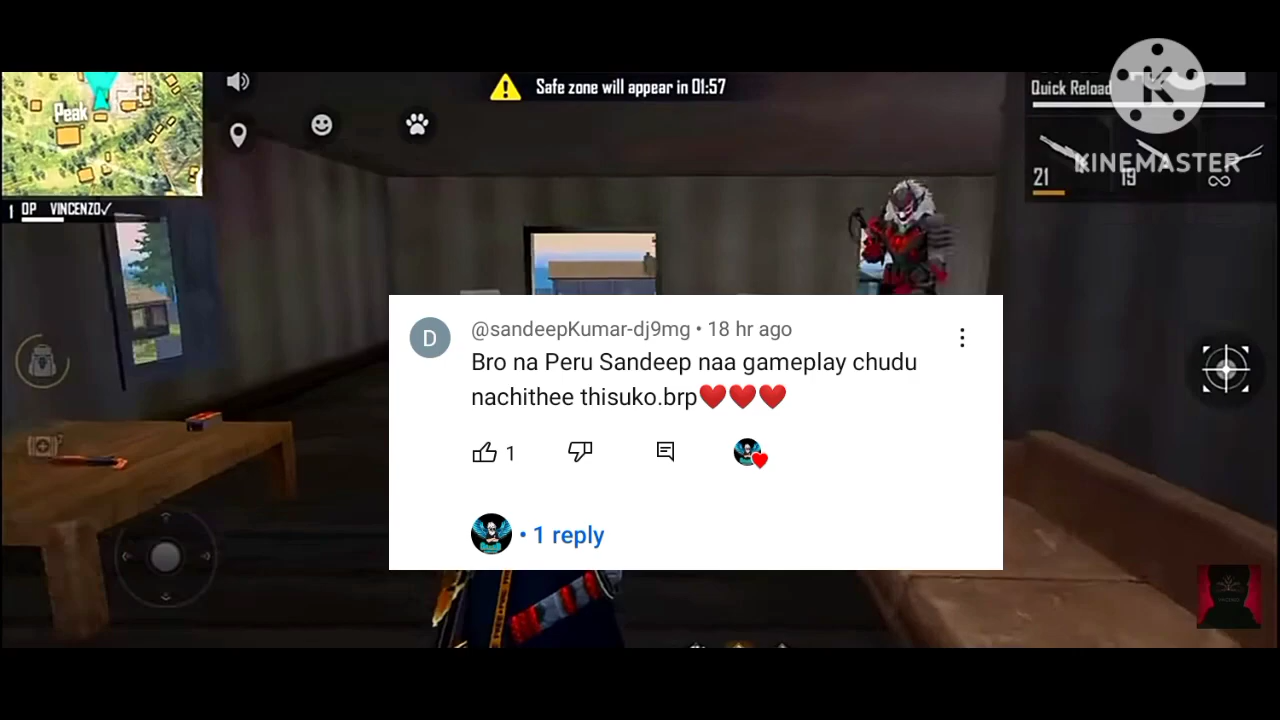 Safe zone will appear in 01:57
Quick Reload
KINEMASTER
Peak
21
19
∞
1 OP VINCENZO✓
D
@sandeepKumar-dj9mg • 18 hr ago
Bro na Peru Sandeep naa gameplay chudu
nachithee thisuko.brp❤️❤️❤️
1
• 1 reply